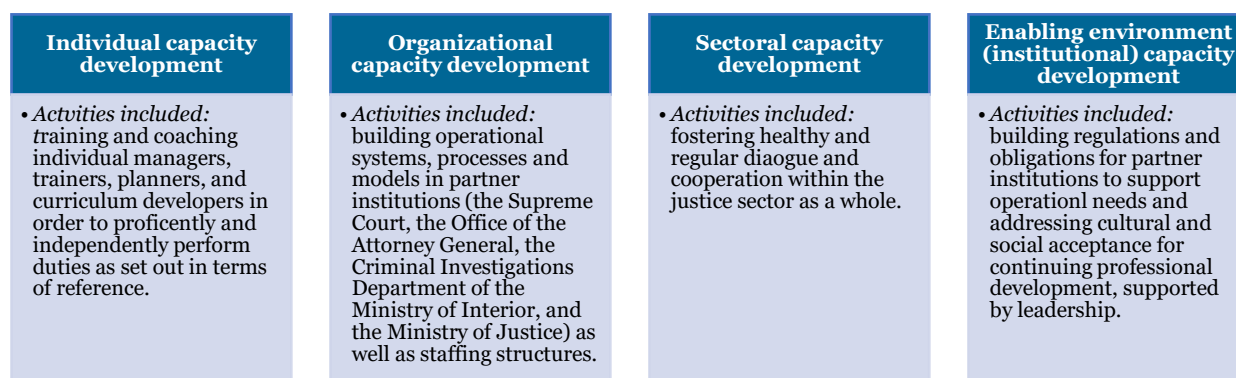 Individual capacity
development
• Actvities included:
training and coaching
individual managers,
trainers, planners, and
curriculum developers in
order to proficently and
independently perform
duties as set out in terms
of reference.
Organizational
capacity development
• Activities included:
building operational
systems, processes and
models in partner
institutions (the Supreme
Court, the Office of the
Attorney General, the
Criminal Investigations
Department of the
Ministry of Interior, and
the Ministry of Justice) as
well as staffing structures.
Sectoral capacity
development
• Activities included:
fostering healthy and
regular diaogue and
cooperation within the
justice sector as a whole.
Enabling environment
(institutional) capacity
development
• Activities included:
building regulations and
obligations for partner
institutions to support
operationl needs and
addressing cultural and
social acceptance for
continuing professional
development, supported
by leadership.